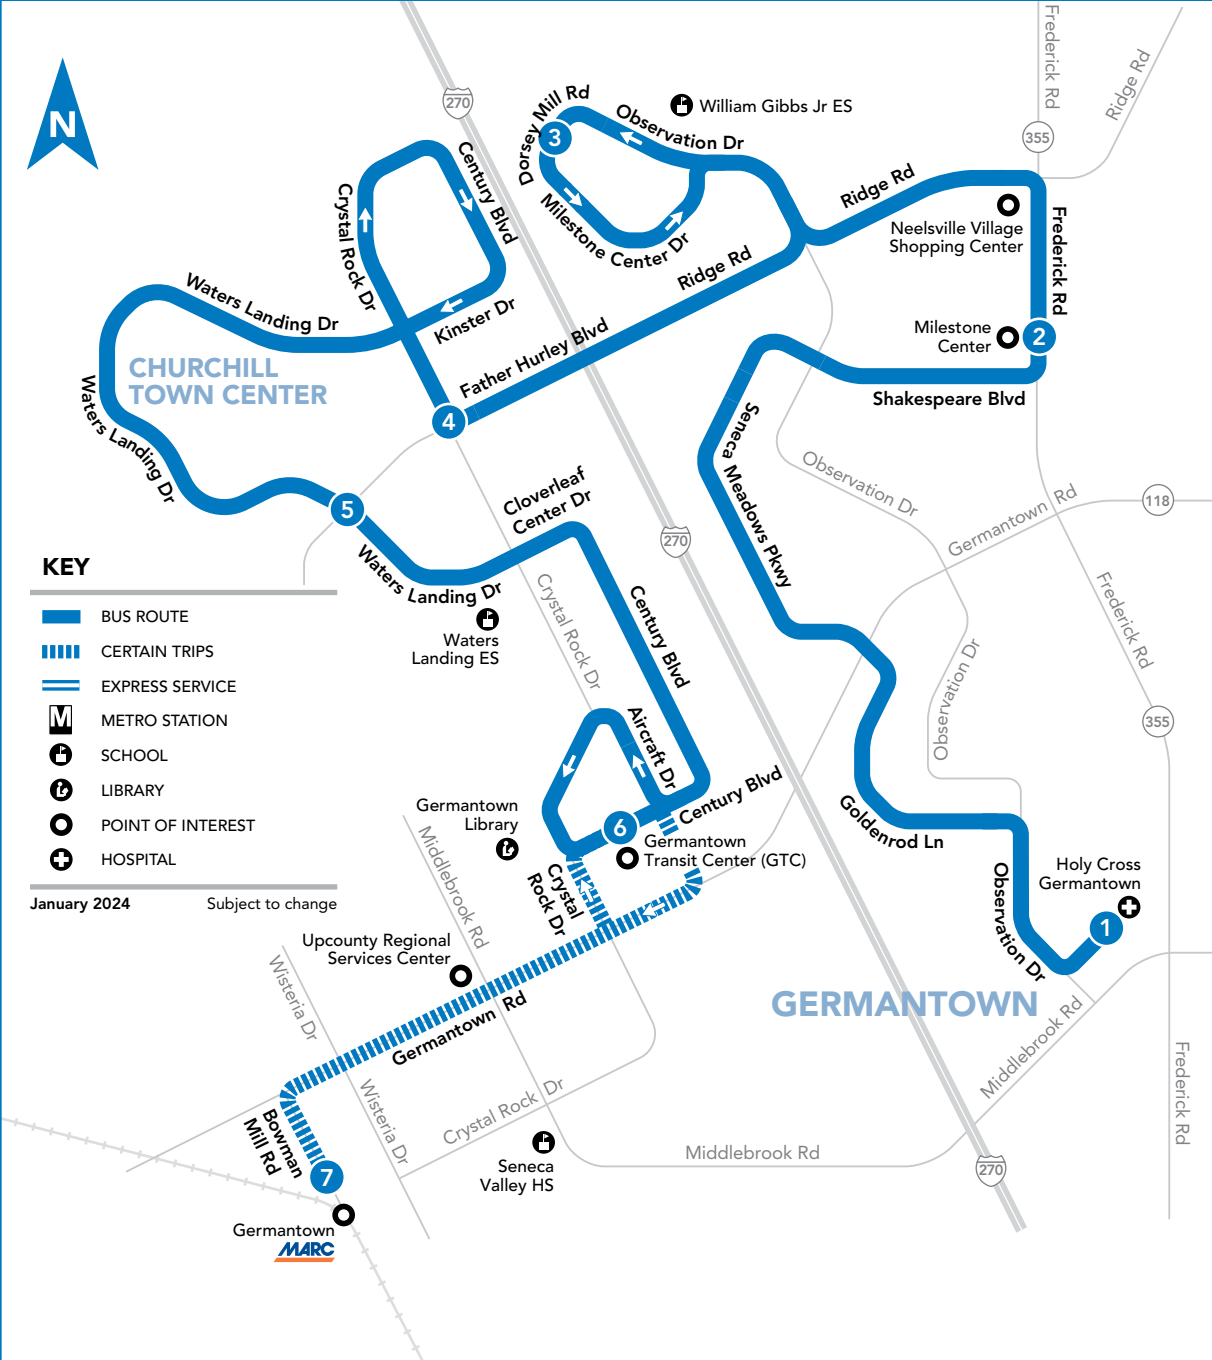 N
270
Dorsey Mill Rd
3
Observation Dr
William Gibbs Jr ES
Frederick Rd
Ridge Rd
355
Century Blvd
Crystal Rock Dr
Milestone Center Dr
Ridge Rd
Ridge Rd
Neelsville Village
Shopping Center
Frederick Rd
Waters Landing Dr
Kinster Dr
Father Hurley Blvd
Milestone
Center
2
CHURCHILL
TOWN CENTER
Waters Landing Dr
4
Shakespeare Blvd
Seneca Meadows Pkwy
Observation Dr
Germantown Rd
118
5
Cloverleaf
Center Dr
270
Waters Landing Dr
Crystal Rock Dr
Century Blvd
Frederick Rd
Observation Dr
355
Waters
Landing ES
KEY
BUS ROUTE
CERTAIN TRIPS
EXPRESS SERVICE
M
METRO STATION
SCHOOL
LIBRARY
POINT OF INTEREST
HOSPITAL
January 2024
Subject to change
Aircraft Dr
Century Blvd
Germantown
Library
6
Germantown
Transit Center (GTC)
Goldenrod Ln
Middlebrook Rd
Crystal
Rock Dr
Observation Dr
Holy Cross
Germantown
1
Upcounty Regional
Services Center
Wisteria Dr
Germantown Rd
GERMANTOWN
Middlebrook Rd
Frederick Rd
Wisteria Dr
Crystal Rock Dr
Bowman
Mill Rd
7
Seneca
Valley HS
Middlebrook Rd
270
Germantown
MARC